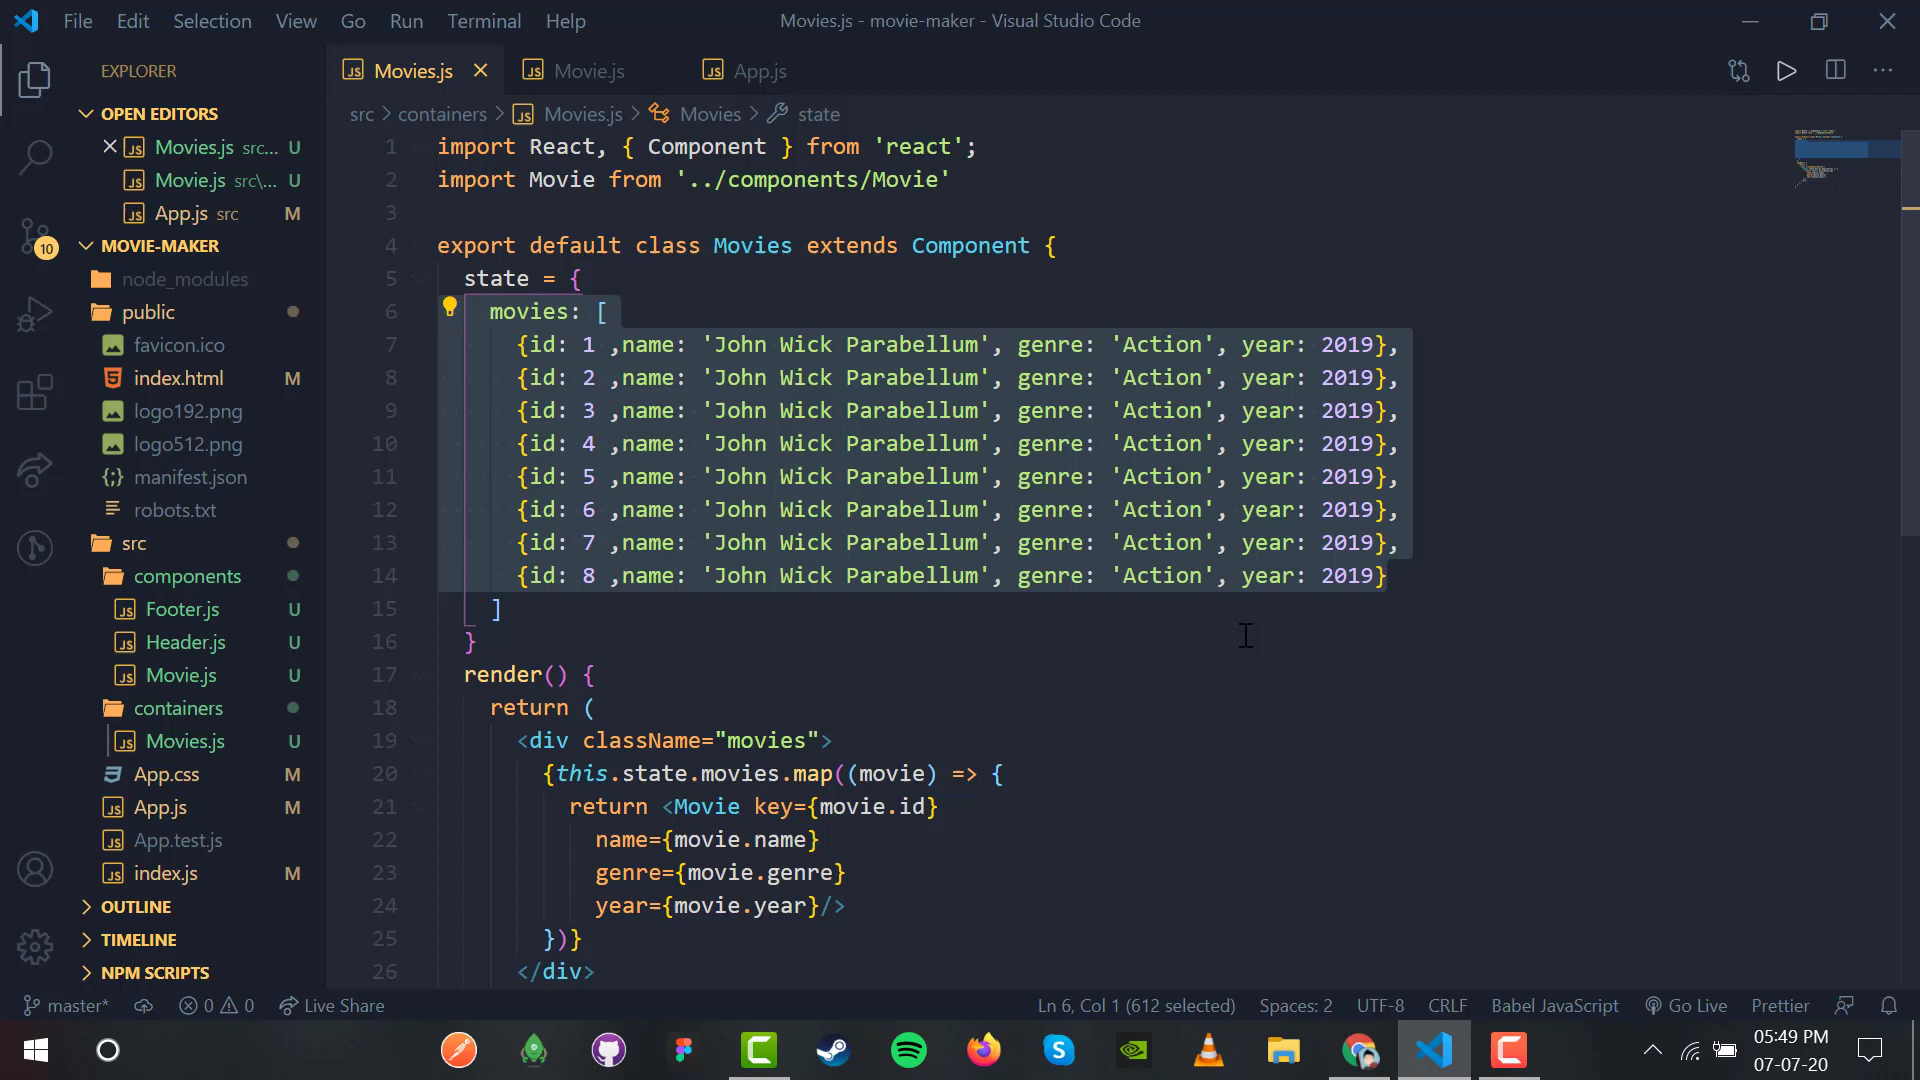 File Edit Selection View Go Run Terminal Help
Movies.js - movie-maker - Visual Studio Code
EXPLORER
OPEN EDITORS
Movies.js src... U
Movie.js src\... U
App.js src M
MOVIE-MAKER
node_modules
public
favicon.ico
index.html M
logo192.png
logo512.png
manifest.json
robots.txt
src
components
Footer.js U
Header.js U
Movie.js U
containers
Movies.js U
App.css M
App.js M
App.test.js
index.js M
OUTLINE
TIMELINE
NPM SCRIPTS
10
Movies.js
Movie.js
App.js
src > containers > Movies.js > Movies > state
1 import React, { Component } from 'react';
2 import Movie from '../components/Movie'
3
4 export default class Movies extends Component {
5 state = {
6 movies: [
7 {id: 1 ,name: 'John Wick Parabellum', genre: 'Action', year: 2019},
8 {id: 2 ,name: 'John Wick Parabellum', genre: 'Action', year: 2019},
9 {id: 3 ,name: 'John Wick Parabellum', genre: 'Action', year: 2019},
10 {id: 4 ,name: 'John Wick Parabellum', genre: 'Action', year: 2019},
11 {id: 5 ,name: 'John Wick Parabellum', genre: 'Action', year: 2019},
12 {id: 6 ,name: 'John Wick Parabellum', genre: 'Action', year: 2019},
13 {id: 7 ,name: 'John Wick Parabellum', genre: 'Action', year: 2019},
14 {id: 8 ,name: 'John Wick Parabellum', genre: 'Action', year: 2019}
15 ]
16 }
17 render() {
18 return (
19 <div className="movies">
20 {this.state.movies.map((movie) => {
21 return <Movie key={movie.id}
22 name={movie.name}
23 genre={movie.genre}
24 year={movie.year}/>
25 })}
26 </div>
master* 0 0 Live Share
Ln 6, Col 1 (612 selected) Spaces: 2 UTF-8 CRLF Babel JavaScript Go Live Prettier
05:49 PM
07-07-20